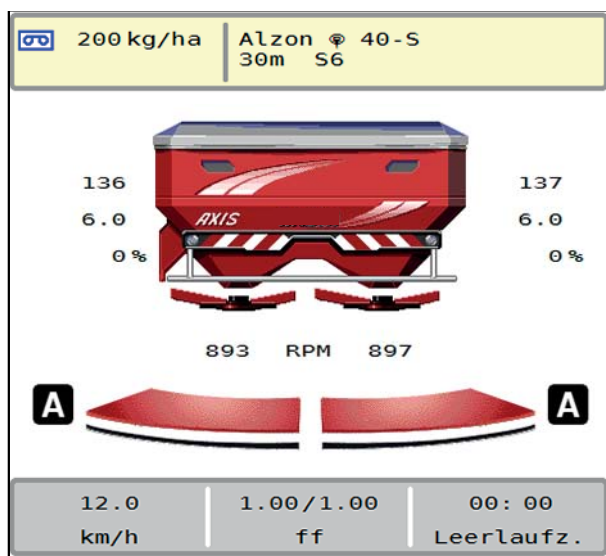 200 kg/ha
Alzon 40-S
30m S6
136
137
6.0
AXIS
6.0
0 %
0 %
893 RPM 897
A
A
12.0
1.00/1.00
00: 00
km/h
ff
Leerlaufz.